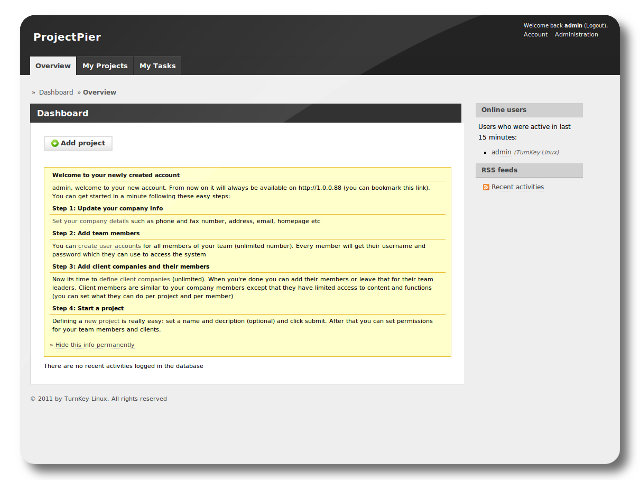 Welcome back admin (Logout).
ProjectPier
Account Administration
Overview My Projects My Tasks
» Dashboard » Overview
Dashboard
Add project
Welcome to your newly created account
admin, welcome to your new account. From now on it will always be available on http://1.0.0.88 (you can bookmark this link).
You can get started in a minute following these easy steps:
Step 1: Update your company info
Set your company details such as phone and fax number, address, email, homepage etc
Step 2: Add team members
You can create user accounts for all members of your team (unlimited number). Every member will get their username and
password which they can use to access the system
Step 3: Add client companies and their members
Now its time to define client companies (unlimited). When you're done you can add their members or leave that for their team
leaders. Client members are similar to your company members except that they have limited access to content and functions
(you can set what they can do per project and per member)
Step 4: Start a project
Defining a new project is really easy: set a name and decription (optional) and click submit. After that you can set permissions
for your team members and clients.
» Hide this info permanently
There are no recent activities logged in the database
Online users
Users who were active in last
15 minutes:
admin (TurnKey Linux)
RSS feeds
Recent activities
© 2011 by TurnKey Linux. All rights reserved